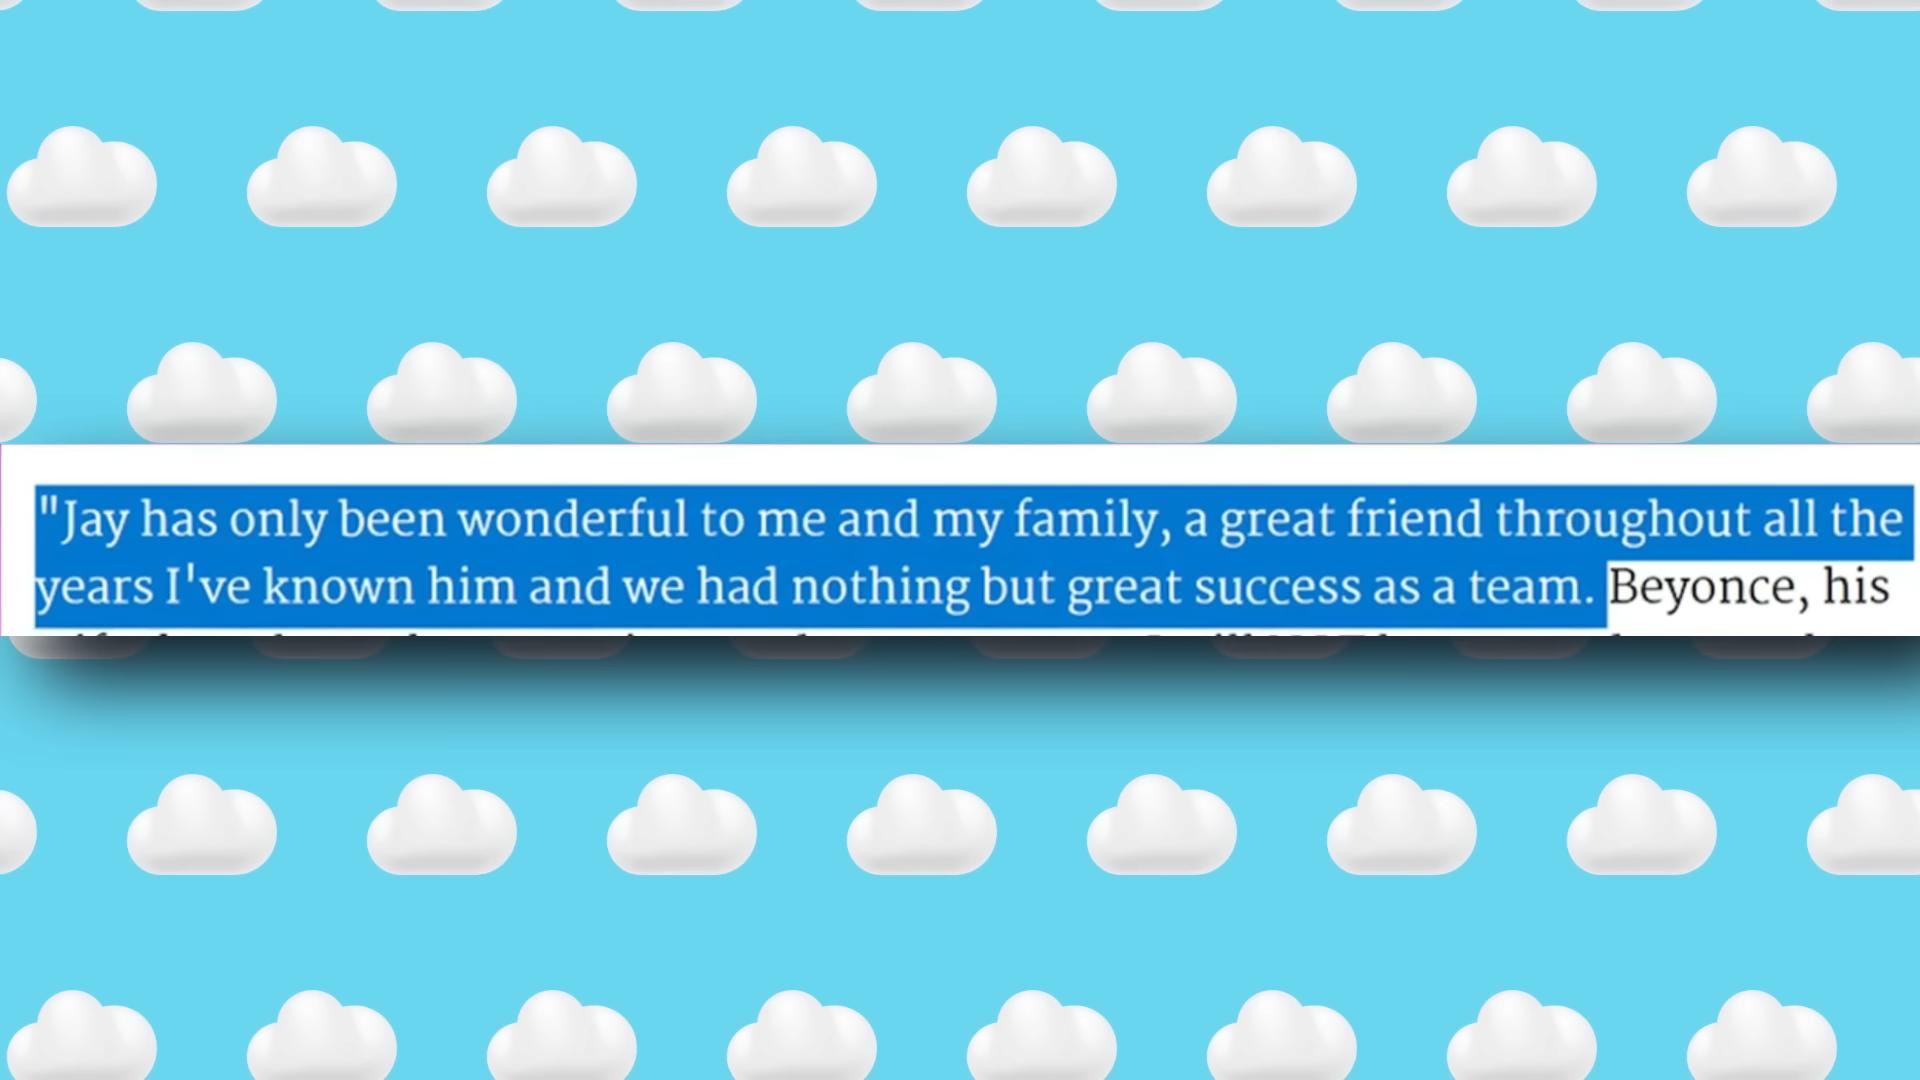 "Jay has only been wonderful to me and my family, a great friend throughout all the
years I've known him and we had nothing but great success as a team. Beyonce, his